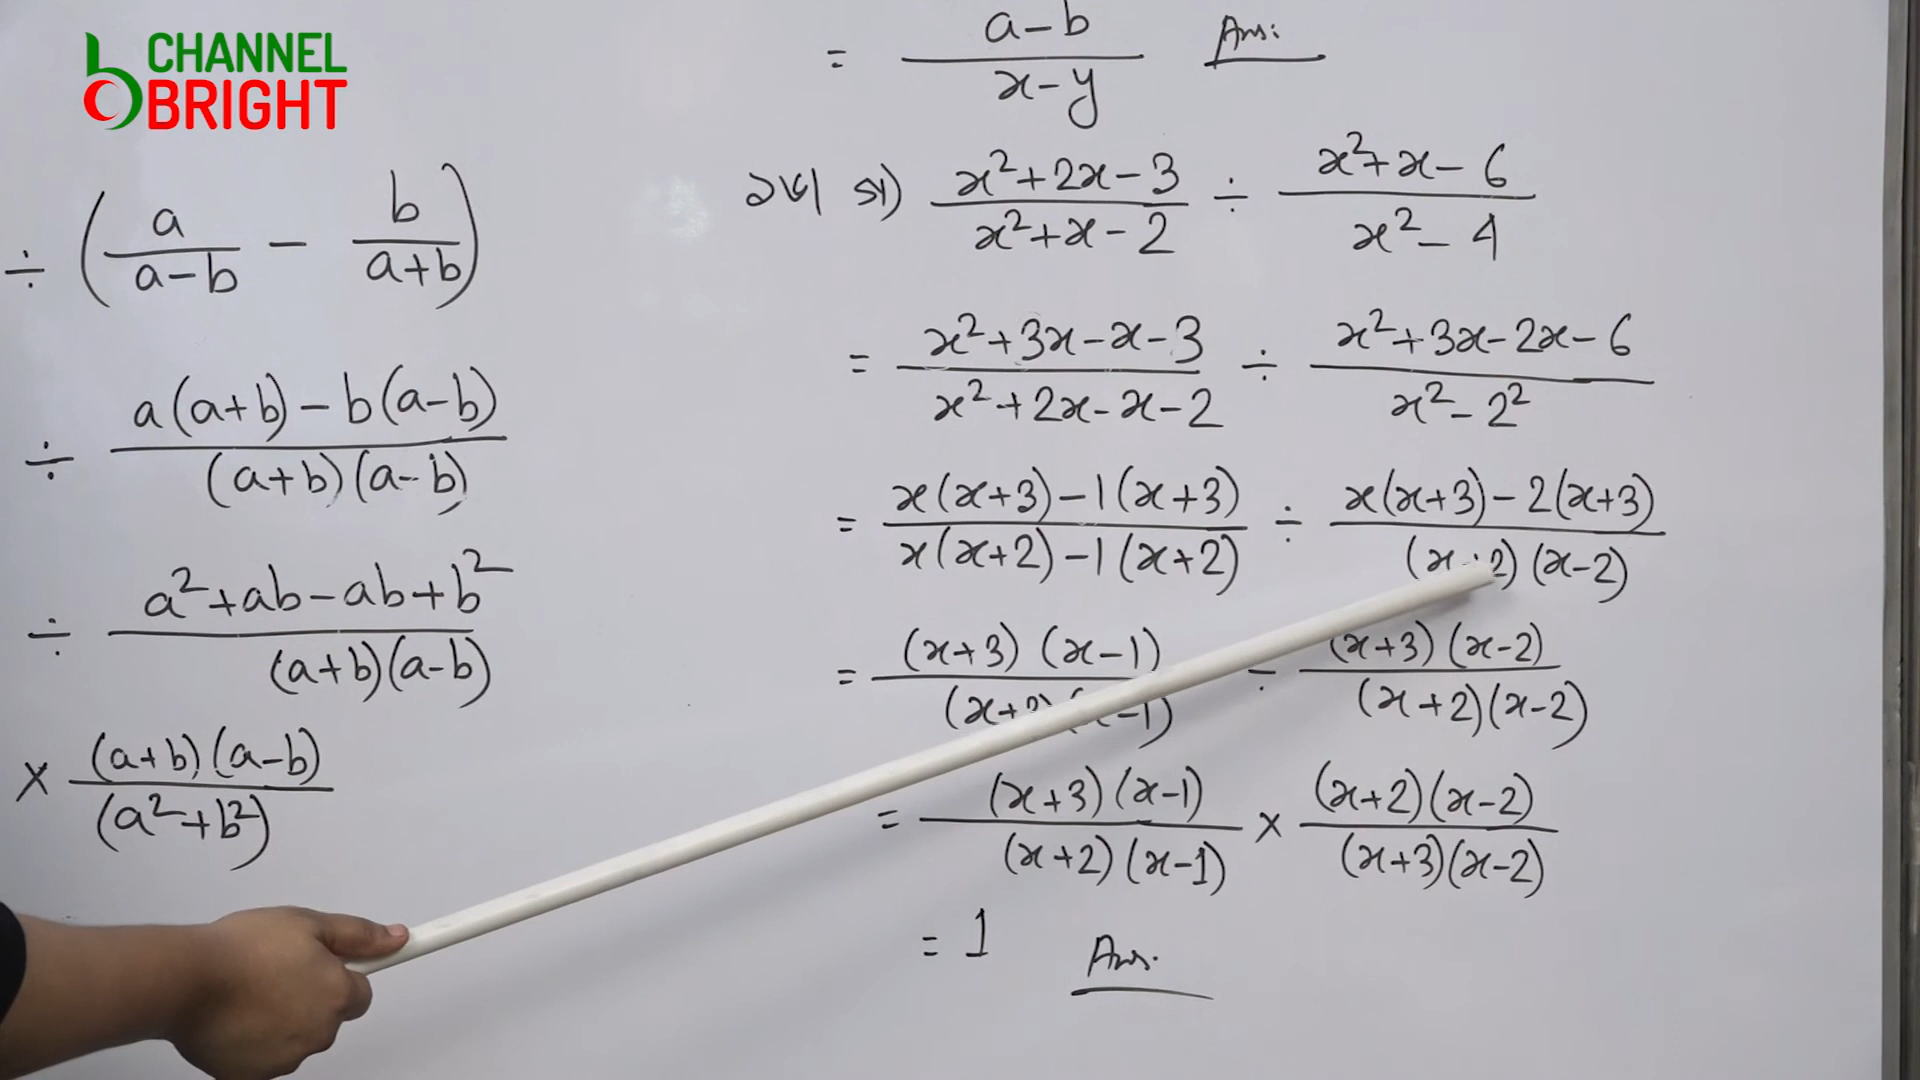 CHANNEL
BRIGHT
÷ (a/(a-b) - b/(a+b))
÷ (a(a+b)-b(a-b))/((a+b)(a-b))
÷ (a²+ab-ab+b²)/((a+b)(a-b))
× ((a+b)(a-b))/((a²+b²))
= (a-b)/(x-y) Ans:
(x²+2x-3)/(x²+x-2) ÷ (x²+x-6)/(x²-4)
= (x²+3x-x-3)/(x²+2x-x-2) ÷ (x²+3x-2x-6)/(x²-2²)
= (x(x+3)-1(x+3))/(x(x+2)-1(x+2)) ÷ (x(x+3)-2(x+3))/((x+2)(x-2))
= ((x+3)(x-1))/((x+2)(x-1)) ÷ ((x+3)(x-2))/((x+2)(x-2))
= ((x+3)(x-1))/((x+2)(x-1)) × ((x+2)(x-2))/((x+3)(x-2))
= 1 Ans.